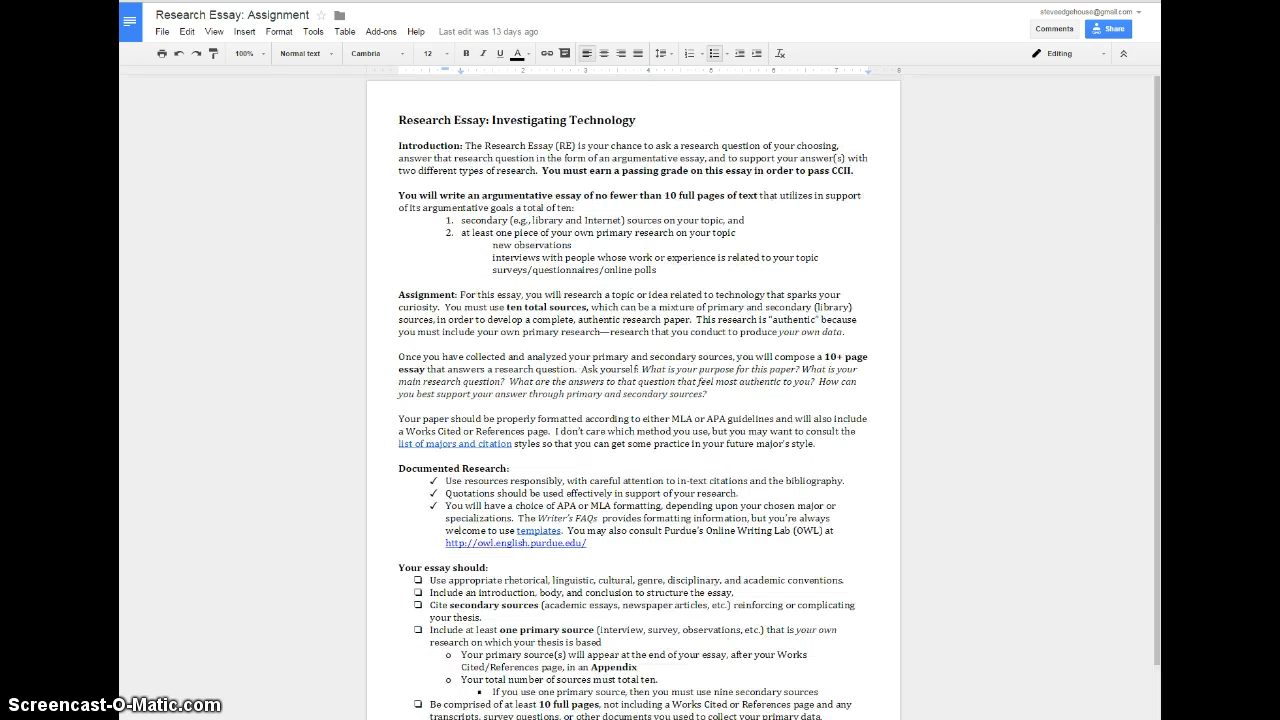 Research Essay: Assignment
steveedgehouse@gmail.com
File Edit View Insert Format Tools Table Add-ons Help Last edit was 13 days ago
Comments Share
100% Normal text Cambria 12 B I U A Editing
1 2 3 4 5 6 7 8
Research Essay: Investigating Technology
Introduction: The Research Essay (RE) is your chance to ask a research question of your choosing,
answer that research question in the form of an argumentative essay, and to support your answer(s) with
two different types of research. You must earn a passing grade on this essay in order to pass CCII.
You will write an argumentative essay of no fewer than 10 full pages of text that utilizes in support
of its argumentative goals a total of ten:
1. secondary (e.g., library and Internet) sources on your topic, and
2. at least one piece of your own primary research on your topic
new observations
interviews with people whose work or experience is related to your topic
surveys/questionnaires/online polls
Assignment: For this essay, you will research a topic or idea related to technology that sparks your
curiosity. You must use ten total sources, which can be a mixture of primary and secondary (library)
sources, in order to develop a complete, authentic research paper. This research is “authentic” because
you must include your own primary research—research that you conduct to produce your own data.
Once you have collected and analyzed your primary and secondary sources, you will compose a 10+ page
essay that answers a research question. Ask yourself: What is your purpose for this paper? What is your
main research question? What are the answers to that question that feel most authentic to you? How can
you best support your answer through primary and secondary sources?
Your paper should be properly formatted according to either MLA or APA guidelines and will also include
a Works Cited or References page. I don’t care which method you use, but you may want to consult the
list of majors and citation styles so that you can get some practice in your future major’s style.
Documented Research:
✓ Use resources responsibly, with careful attention to in-text citations and the bibliography.
✓ Quotations should be used effectively in support of your research.
✓ You will have a choice of APA or MLA formatting, depending upon your chosen major or
specializations. The Writer’s FAQs provides formatting information, but you’re always
welcome to use templates. You may also consult Purdue’s Online Writing Lab (OWL) at
http://owl.english.purdue.edu/
Your essay should:
❏ Use appropriate rhetorical, linguistic, cultural, genre, disciplinary, and academic conventions.
❏ Include an introduction, body, and conclusion to structure the essay,
❏ Cite secondary sources (academic essays, newspaper articles, etc.) reinforcing or complicating
your thesis.
❏ Include at least one primary source (interview, survey, observations, etc.) that is your own
research on which your thesis is based
o Your primary source(s) will appear at the end of your essay, after your Works
Cited/References page, in an Appendix
o Your total number of sources must total ten.
▪ If you use one primary source, then you must use nine secondary sources
❏ Be comprised of at least 10 full pages, not including a Works Cited or References page and any
transcripts, survey questions, or other documents you used to collect your primary data.
Screencast-O-Matic.com